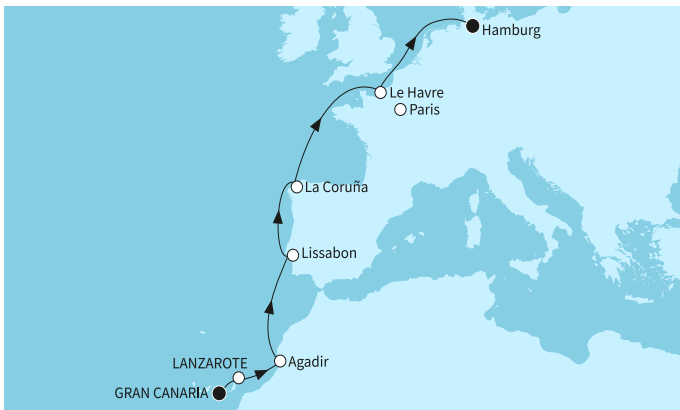 Hamburg
Le Havre
Paris
La Coruña
Lissabon
Agadir
LANZAROTE
GRAN CANARIA